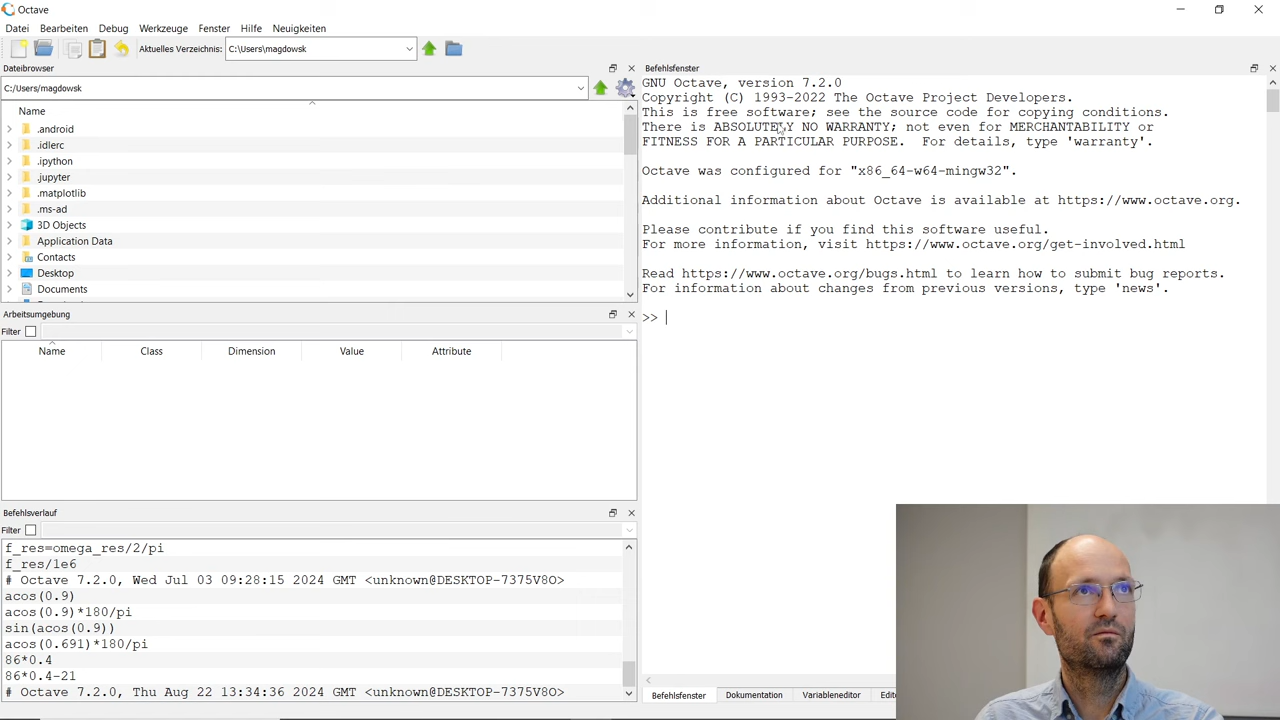 Octave
Datei Bearbeiten Debug Werkzeuge Fenster Hilfe Neuigkeiten
Aktuelles Verzeichnis: C:\Users\magdowsk
Dateibrowser
C:/Users/magdowsk
Name
.android
.idlerc
.ipython
.jupyter
.matplotlib
.ms-ad
3D Objects
Application Data
Contacts
Desktop
Documents
Arbeitsumgebung
Filter
Name Class Dimension Value Attribute
Befehlsverlauf
Filter
f_res=omega_res/2/pi
f_res/1e6
# Octave 7.2.0, Wed Jul 03 09:28:15 2024 GMT <unknown@DESKTOP-7375V8O>
acos(0.9)
acos(0.9)*180/pi
sin(acos(0.9))
acos(0.691)*180/pi
86*0.4
86*0.4-21
# Octave 7.2.0, Thu Aug 22 13:34:36 2024 GMT <unknown@DESKTOP-7375V8O>
Befehlsfenster
GNU Octave, version 7.2.0
Copyright (C) 1993-2022 The Octave Project Developers.
This is free software; see the source code for copying conditions.
There is ABSOLUTELY NO WARRANTY; not even for MERCHANTABILITY or
FITNESS FOR A PARTICULAR PURPOSE.  For details, type 'warranty'.
Octave was configured for "x86_64-w64-mingw32".
Additional information about Octave is available at https://www.octave.org.
Please contribute if you find this software useful.
For more information, visit https://www.octave.org/get-involved.html
Read https://www.octave.org/bugs.html to learn how to submit bug reports.
For information about changes from previous versions, type 'news'.
>>
Befehlsfenster Dokumentation Variableneditor